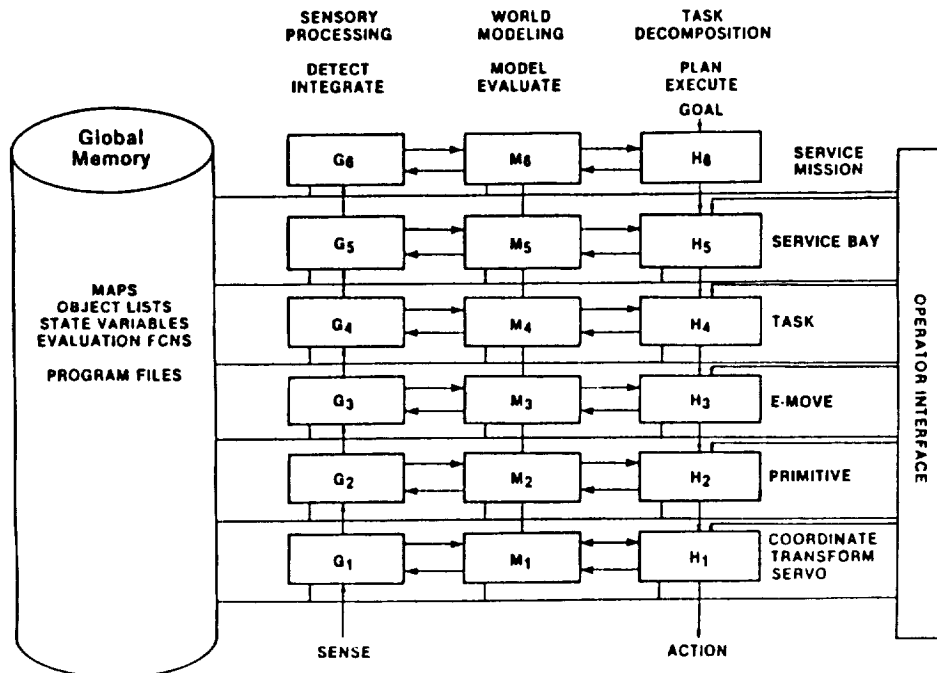 SENSORY
PROCESSING
WORLD
MODELING
TASK
DECOMPOSITION
DETECT
INTEGRATE
MODEL
EVALUATE
PLAN
EXECUTE
GOAL
Global
Memory
MAPS
OBJECT LISTS
STATE VARIABLES
EVALUATION FCNS
PROGRAM FILES
G6
M6
H6
SERVICE
MISSION
G5
M5
H5
SERVICE BAY
G4
M4
H4
TASK
G3
M3
H3
E-MOVE
G2
M2
H2
PRIMITIVE
G1
M1
H1
COORDINATE
TRANSFORM
SERVO
SENSE
ACTION
OPERATOR INTERFACE